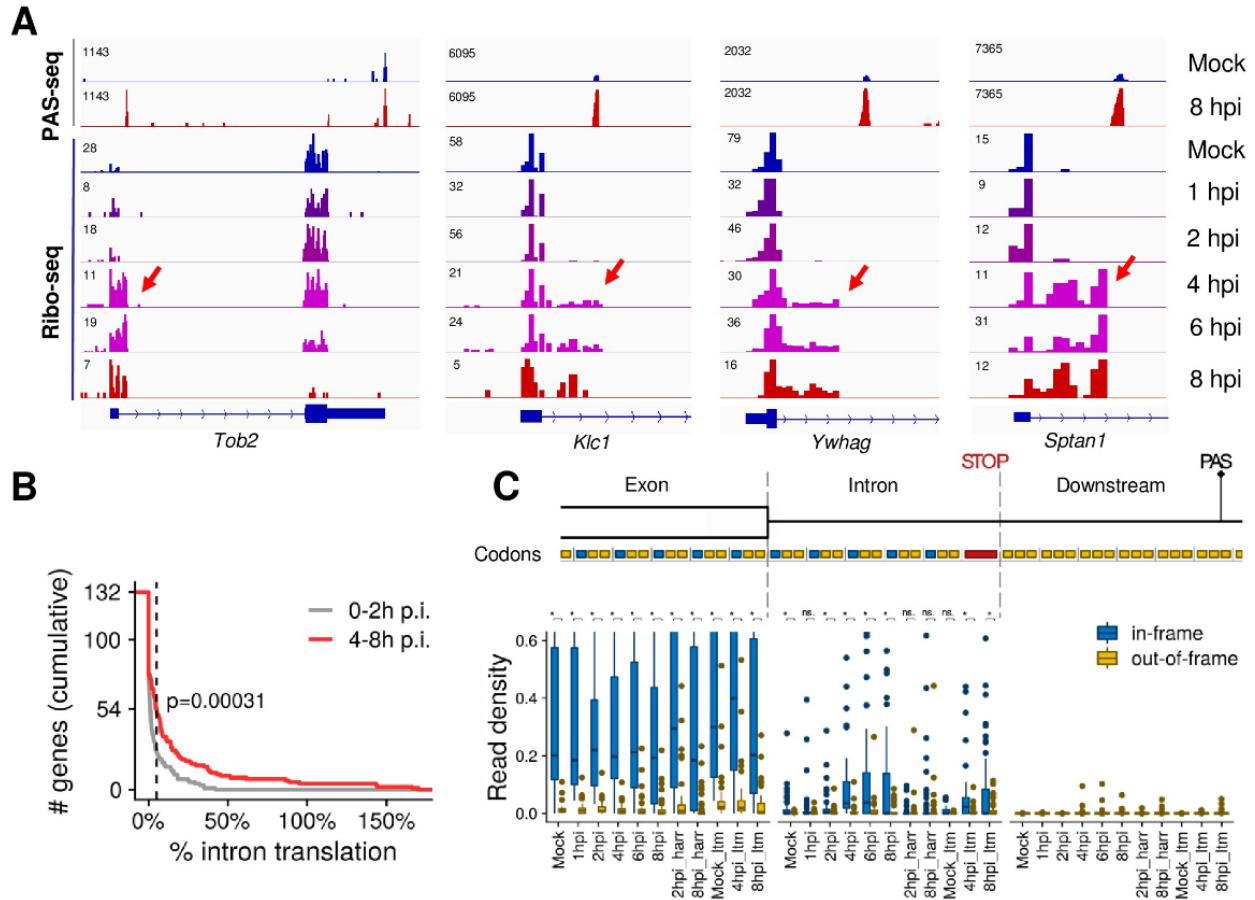 A
PAS-seq
Ribo-seq
1143
6095
2032
7365
Mock
1143
6095
2032
7365
8 hpi
28
58
79
15
Mock
8
32
32
9
1 hpi
18
56
46
12
2 hpi
11
21
30
11
4 hpi
19
24
36
31
6 hpi
7
5
16
12
8 hpi
Tob2
Klc1
Ywhag
Sptan1
B
# genes (cumulative)
132
100
54
0
0-2h p.i.
4-8h p.i.
p=0.00031
0%
50%
100%
150%
% intron translation
C
STOP
PAS
Exon
Intron
Downstream
Codons
* * * * * * * * * * *
* ns. * * * * ns. ns. ns. * *
in-frame
out-of-frame
Read density
0.6
0.4
0.2
0.0
Mock
1hpi
2hpi
4hpi
6hpi
8hpi
2hpi_harr
8hpi_harr
Mock_ltm
4hpi_ltm
8hpi_ltm
Mock
1hpi
2hpi
4hpi
6hpi
8hpi
2hpi_harr
8hpi_harr
Mock_ltm
4hpi_ltm
8hpi_ltm
Mock
1hpi
2hpi
4hpi
6hpi
8hpi
2hpi_harr
8hpi_harr
Mock_ltm
4hpi_ltm
8hpi_ltm